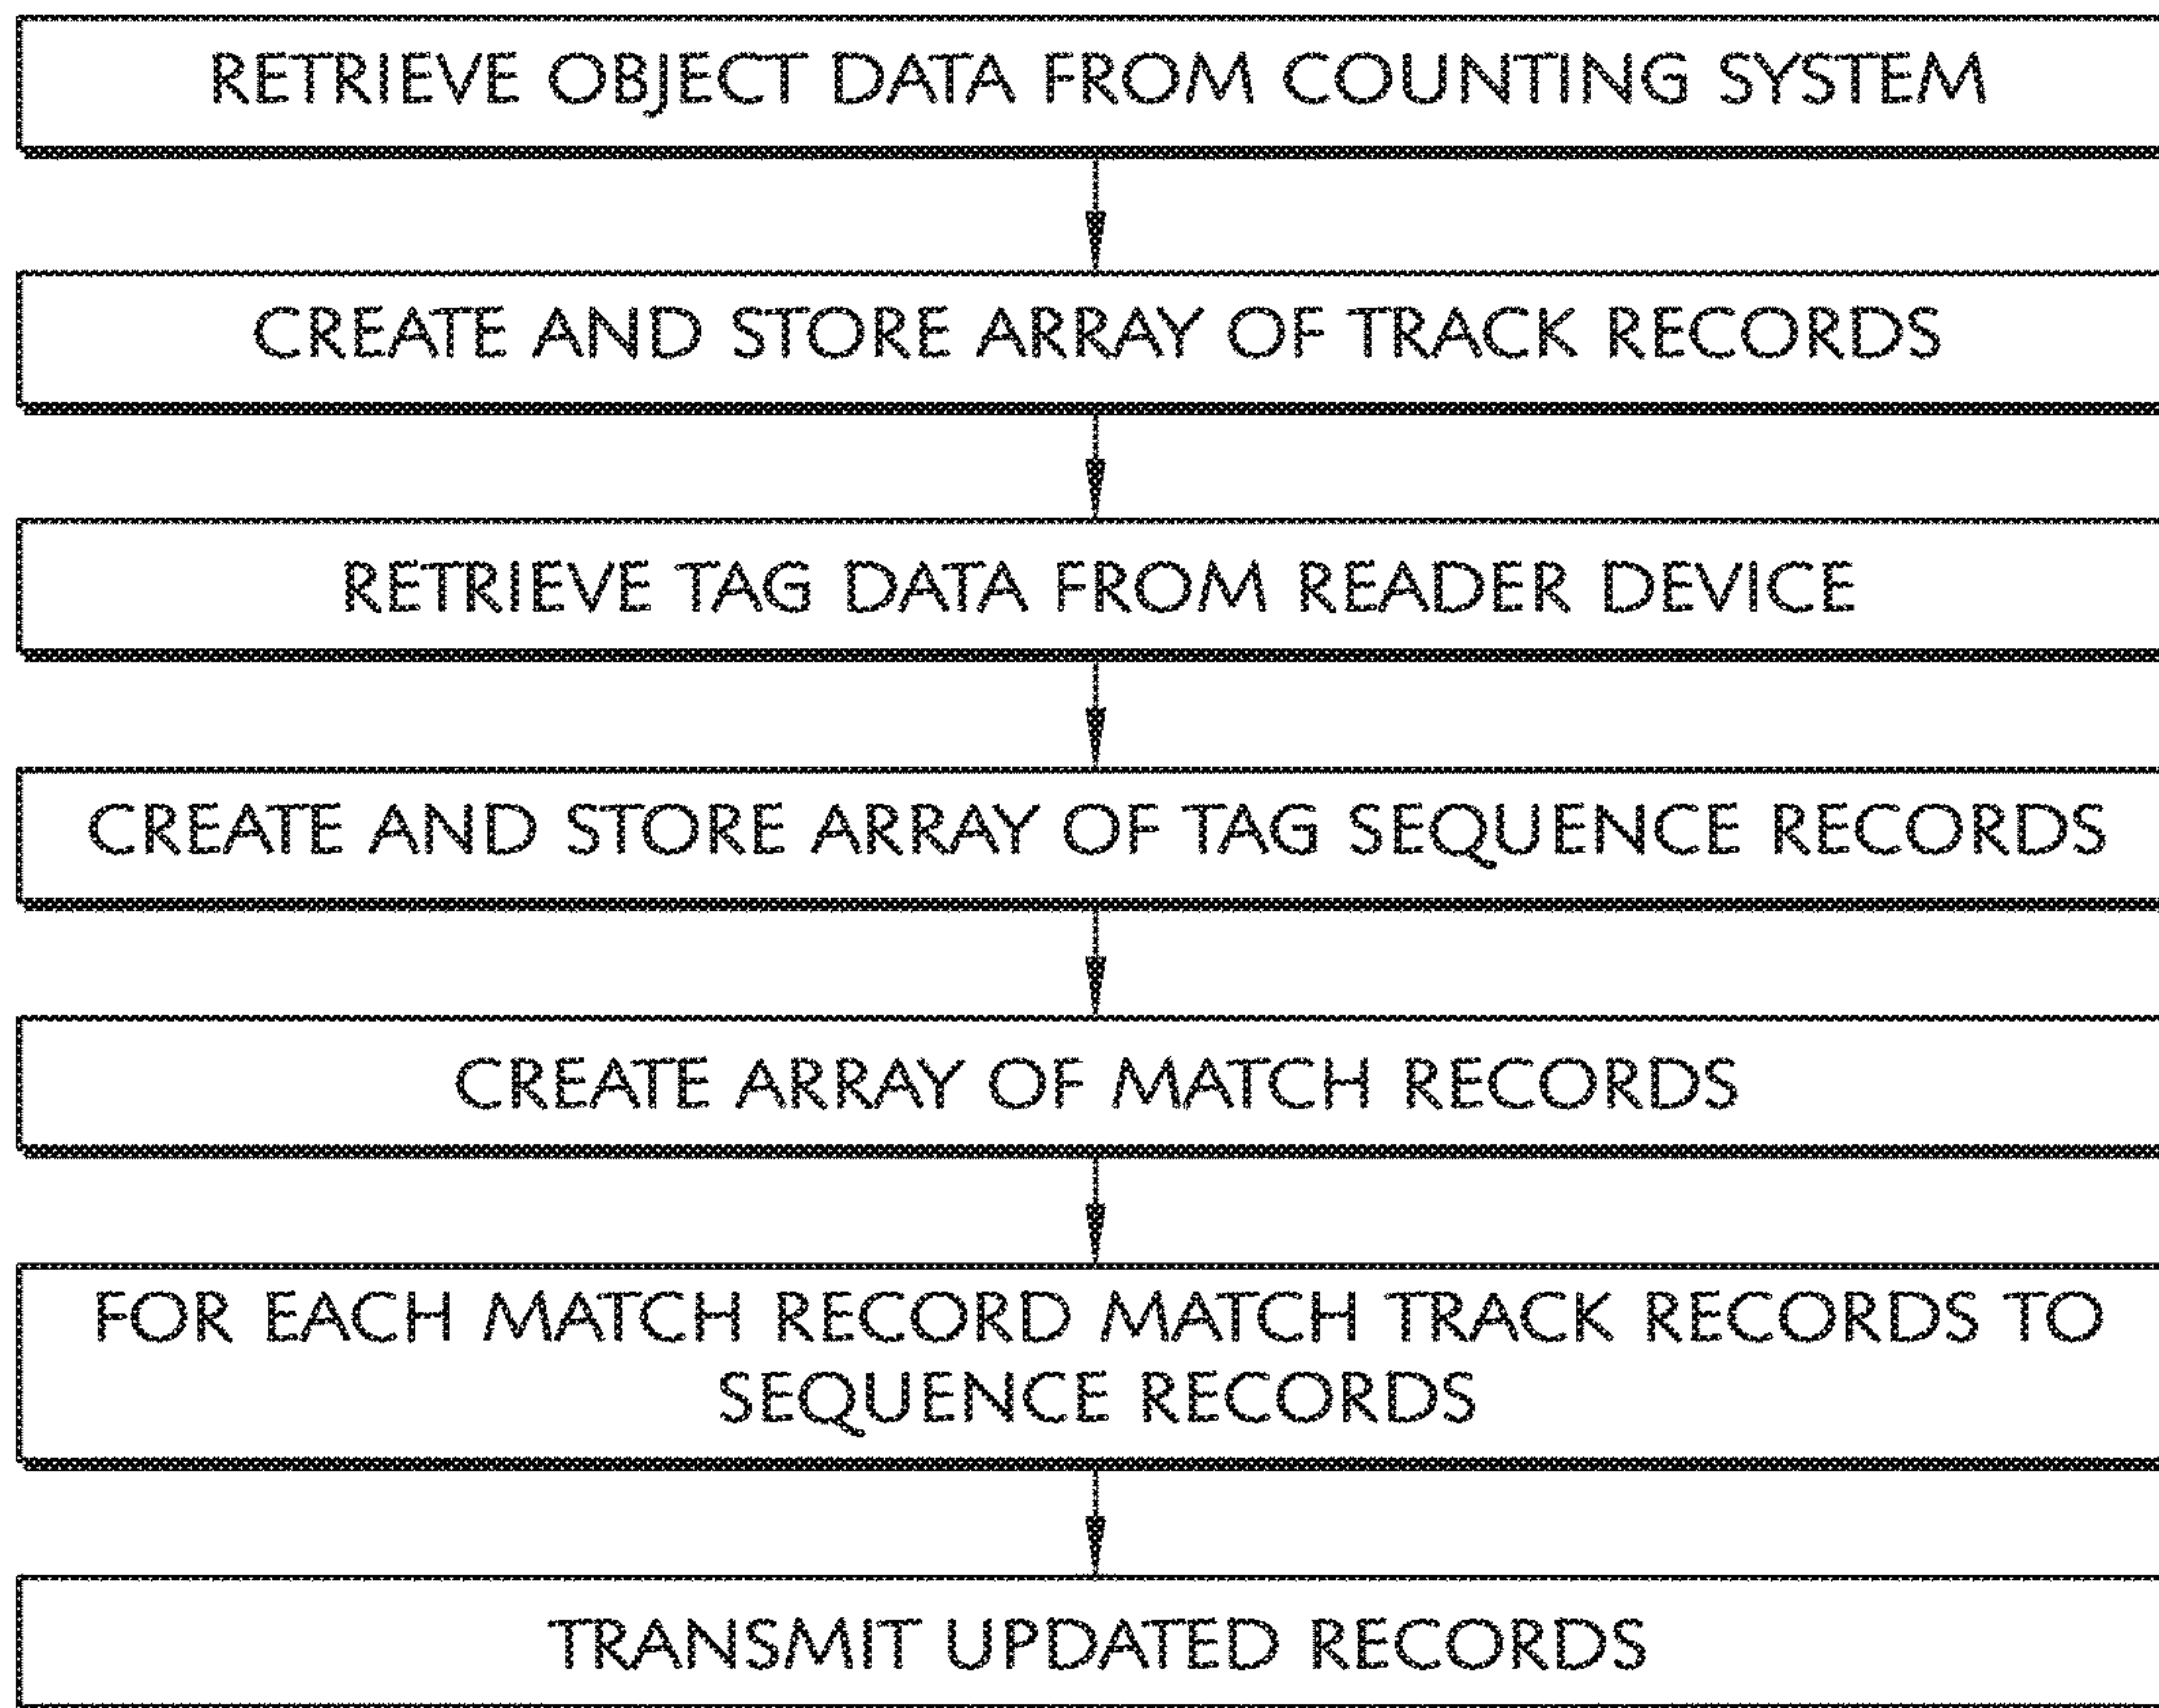 RETRIEVE OBJECT DATA FROM COUNTING SYSTEM
CREATE AND STORE ARRAY OF TRACK RECORDS
RETRIEVE TAG DATA FROM READER DEVICE
CREATE AND STORE ARRAY OF TAG SEQUENCE RECORDS
CREATE ARRAY OF MATCH RECORDS
FOR EACH MATCH RECORD MATCH TRACK RECORDS TO
SEQUENCE RECORDS
TRANSMIT UPDATED RECORDS